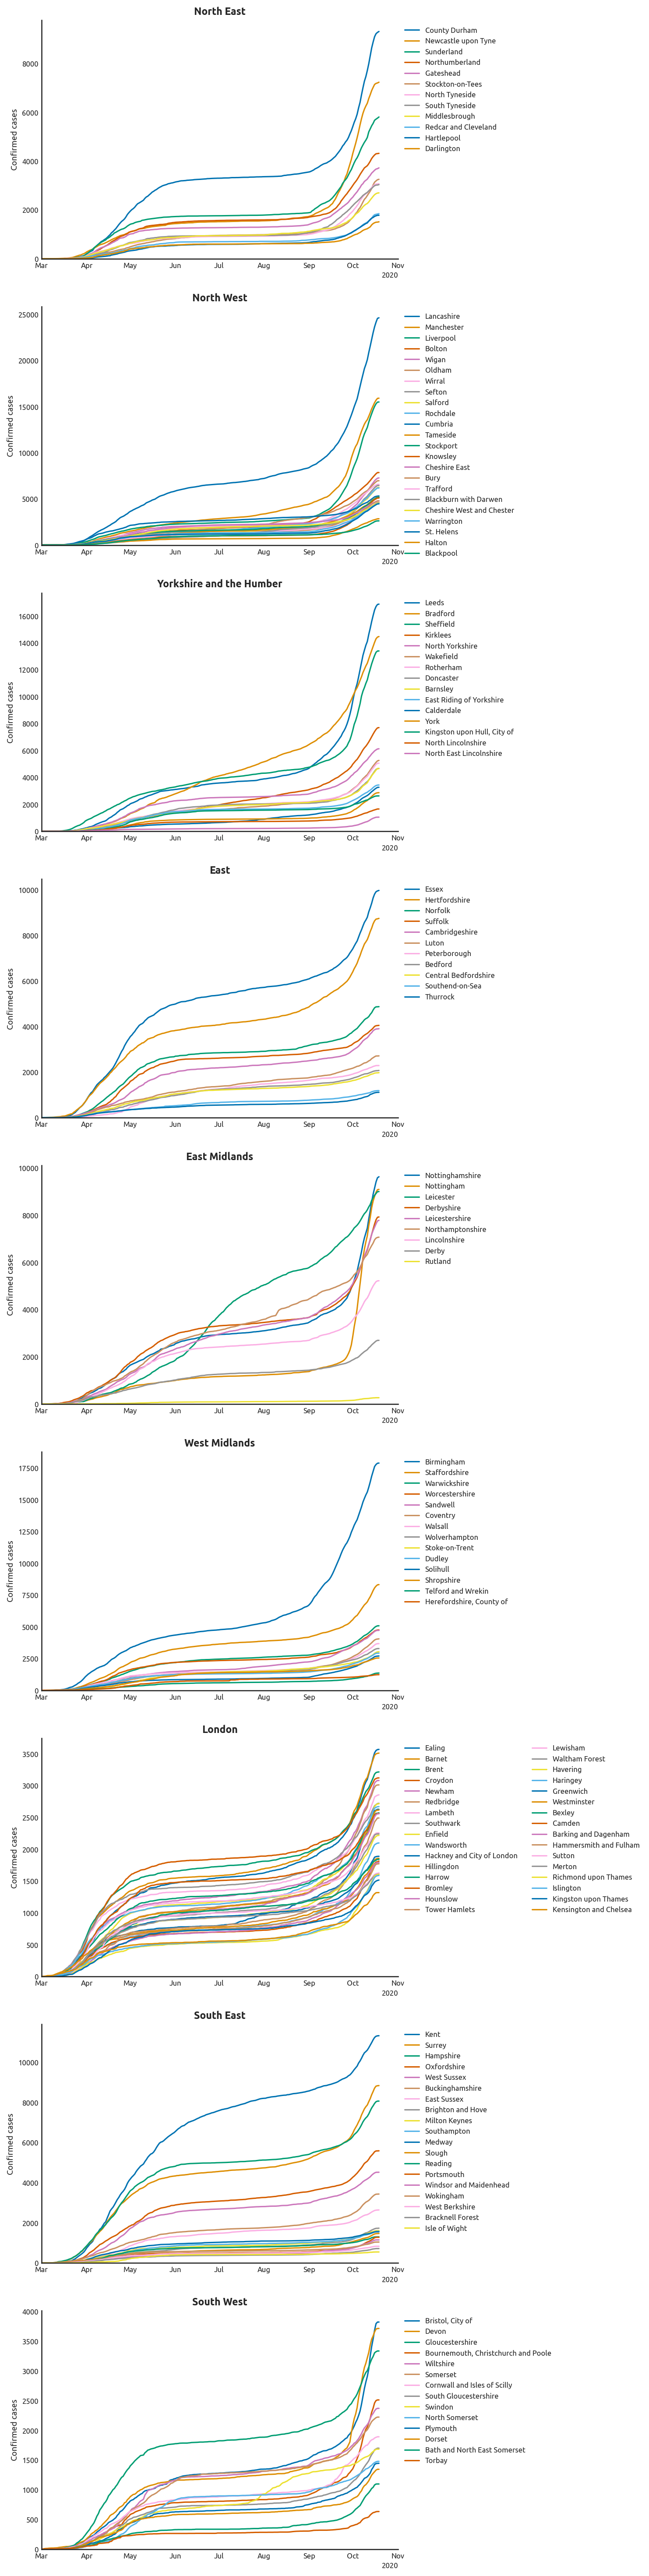 North East
Confirmed cases
8000
6000
4000
2000
0
Mar Apr May Jun Jul Aug Sep Oct Nov
2020
County Durham
Newcastle upon Tyne
Sunderland
Northumberland
Gateshead
Stockton-on-Tees
North Tyneside
South Tyneside
Middlesbrough
Redcar and Cleveland
Hartlepool
Darlington
North West
Confirmed cases
25000
20000
15000
10000
5000
0
Mar Apr May Jun Jul Aug Sep Oct Nov
2020
Lancashire
Manchester
Liverpool
Bolton
Wigan
Oldham
Wirral
Sefton
Salford
Rochdale
Cumbria
Tameside
Stockport
Knowsley
Cheshire East
Bury
Trafford
Blackburn with Darwen
Cheshire West and Chester
Warrington
St. Helens
Halton
Blackpool
Yorkshire and the Humber
Confirmed cases
16000
14000
12000
10000
8000
6000
4000
2000
0
Mar Apr May Jun Jul Aug Sep Oct Nov
2020
Leeds
Bradford
Sheffield
Kirklees
North Yorkshire
Wakefield
Rotherham
Doncaster
Barnsley
East Riding of Yorkshire
Calderdale
York
Kingston upon Hull, City of
North Lincolnshire
North East Lincolnshire
East
Confirmed cases
10000
8000
6000
4000
2000
0
Mar Apr May Jun Jul Aug Sep Oct Nov
2020
Essex
Hertfordshire
Norfolk
Suffolk
Cambridgeshire
Luton
Peterborough
Bedford
Central Bedfordshire
Southend-on-Sea
Thurrock
East Midlands
Confirmed cases
10000
8000
6000
4000
2000
0
Mar Apr May Jun Jul Aug Sep Oct Nov
2020
Nottinghamshire
Nottingham
Leicester
Derbyshire
Leicestershire
Northamptonshire
Lincolnshire
Derby
Rutland
West Midlands
Confirmed cases
17500
15000
12500
10000
7500
5000
2500
0
Mar Apr May Jun Jul Aug Sep Oct Nov
2020
Birmingham
Staffordshire
Warwickshire
Worcestershire
Sandwell
Coventry
Walsall
Wolverhampton
Stoke-on-Trent
Dudley
Solihull
Shropshire
Telford and Wrekin
Herefordshire, County of
London
Confirmed cases
3500
3000
2500
2000
1500
1000
500
0
Mar Apr May Jun Jul Aug Sep Oct Nov
2020
Ealing
Barnet
Brent
Croydon
Newham
Redbridge
Lambeth
Southwark
Enfield
Wandsworth
Hackney and City of London
Hillingdon
Harrow
Bromley
Hounslow
Tower Hamlets
Lewisham
Waltham Forest
Havering
Haringey
Greenwich
Westminster
Bexley
Camden
Barking and Dagenham
Hammersmith and Fulham
Sutton
Merton
Richmond upon Thames
Islington
Kingston upon Thames
Kensington and Chelsea
South East
Confirmed cases
10000
8000
6000
4000
2000
0
Mar Apr May Jun Jul Aug Sep Oct Nov
2020
Kent
Surrey
Hampshire
Oxfordshire
West Sussex
Buckinghamshire
East Sussex
Brighton and Hove
Milton Keynes
Southampton
Medway
Slough
Reading
Portsmouth
Windsor and Maidenhead
Wokingham
West Berkshire
Bracknell Forest
Isle of Wight
South West
Confirmed cases
4000
3500
3000
2500
2000
1500
1000
500
0
Mar Apr May Jun Jul Aug Sep Oct Nov
2020
Bristol, City of
Devon
Gloucestershire
Bournemouth, Christchurch and Poole
Wiltshire
Somerset
Cornwall and Isles of Scilly
South Gloucestershire
Swindon
North Somerset
Plymouth
Dorset
Bath and North East Somerset
Torbay